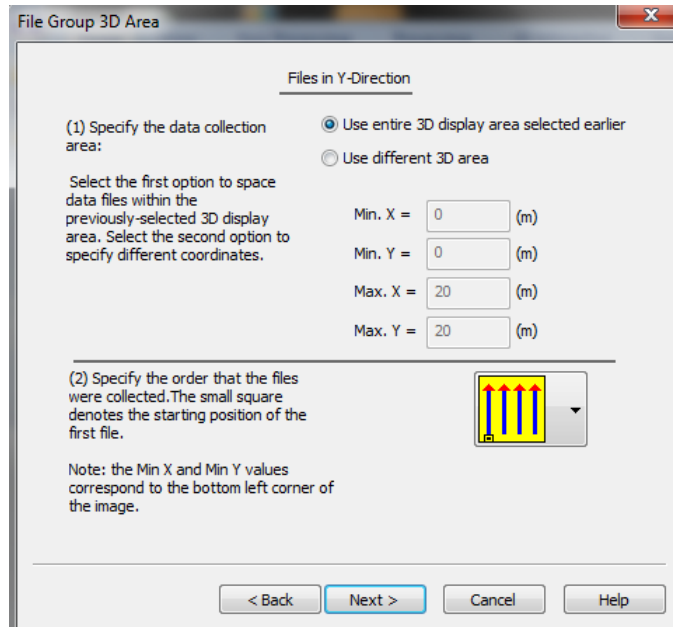 File Group 3D Area
X
Files in Y-Direction
(1) Specify the data collection
area:
Select the first option to space
data files within the
previously-selected 3D display
area. Select the second option to
specify different coordinates.
Use entire 3D display area selected earlier
Use different 3D area
Min. X = 0 (m)
Min. Y = 0 (m)
Max. X = 20 (m)
Max. Y = 20 (m)
(2) Specify the order that the files
were collected.The small square
denotes the starting position of the
first file.
Note: the Min X and Min Y values
correspond to the bottom left corner of
the image.
< Back Next > Cancel Help